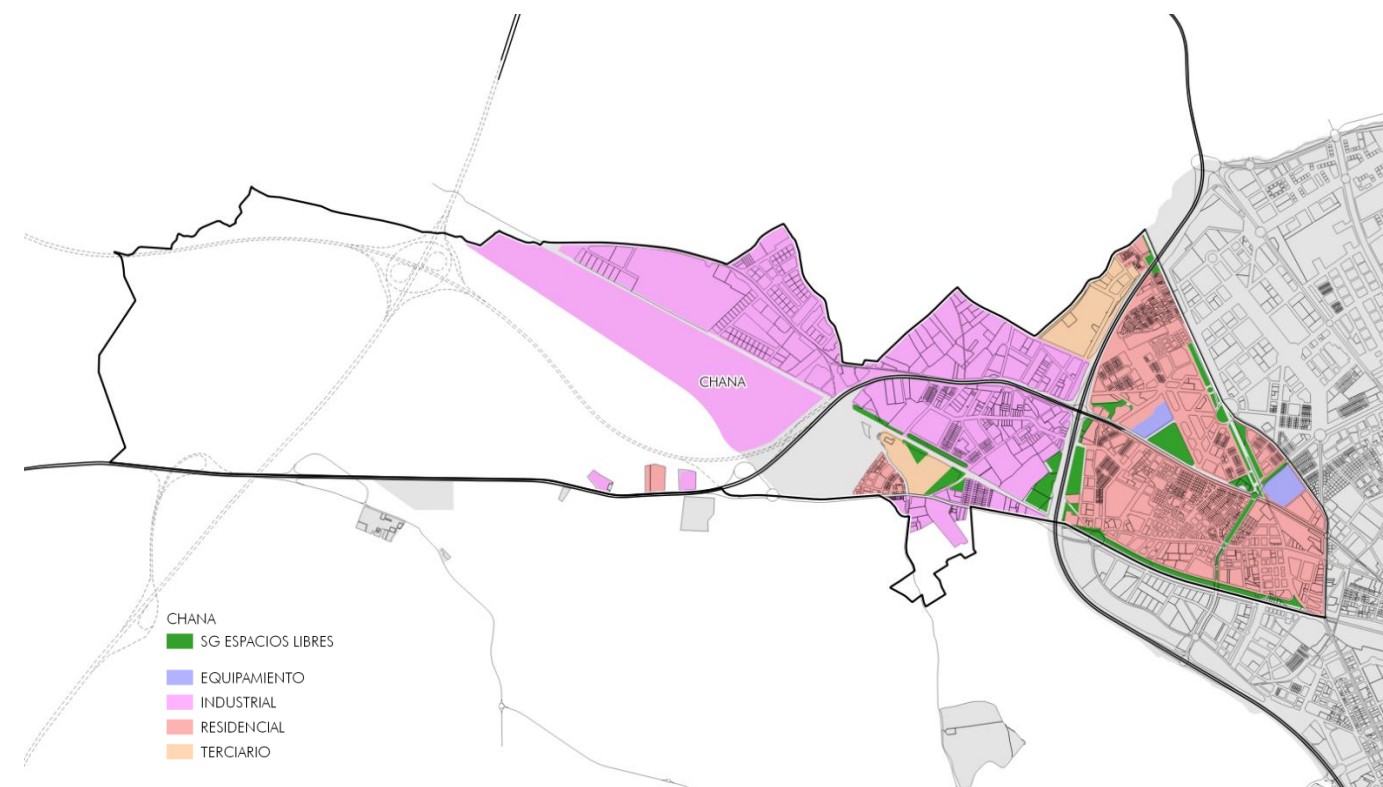 CHANA
CHANA
SG ESPACIOS LIBRES
EQUIPAMIENTO
INDUSTRIAL
RESIDENCIAL
TERCIARIO